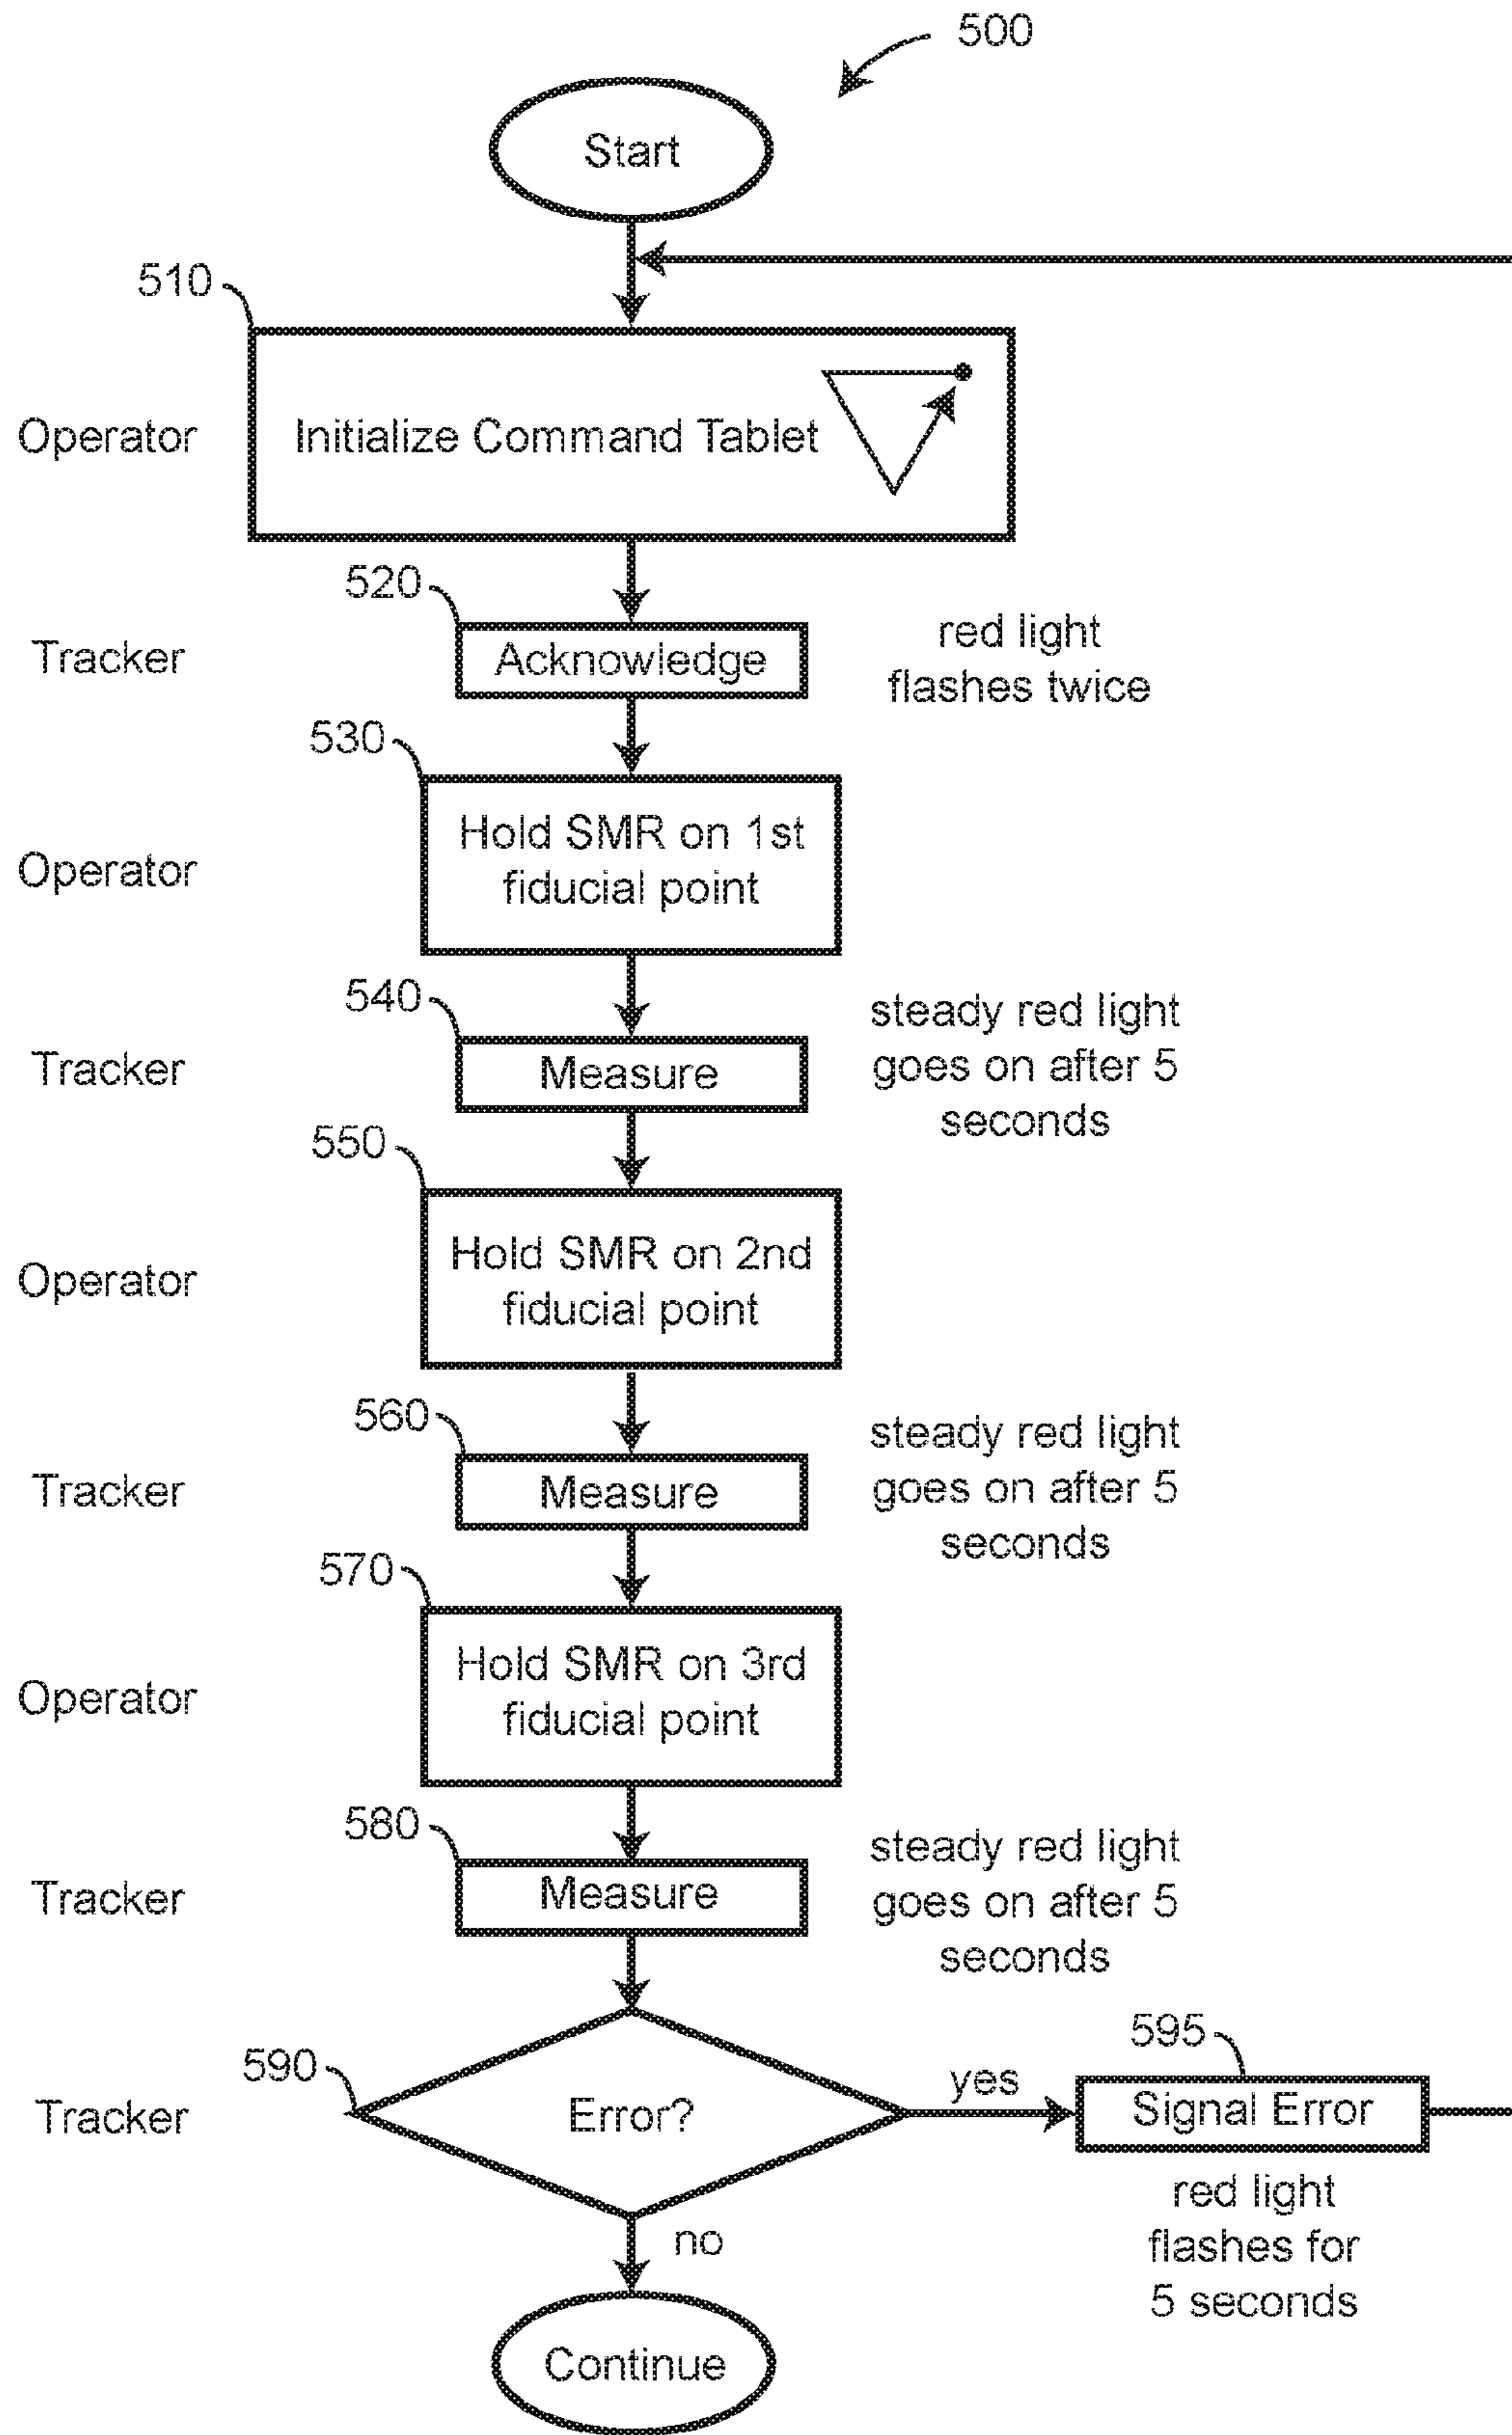 500
Start
510
Operator
Initialize Command Tablet
520
Tracker
Acknowledge
red light
flashes twice
530
Operator
Hold SMR on 1st
fiducial point
540
Tracker
Measure
steady red light
goes on after 5
seconds
550
Operator
Hold SMR on 2nd
fiducial point
560
Tracker
Measure
steady red light
goes on after 5
seconds
570
Operator
Hold SMR on 3rd
fiducial point
580
Tracker
Measure
steady red light
goes on after 5
seconds
590
Tracker
Error?
yes
595
Signal Error
red light
flashes for
5 seconds
no
Continue